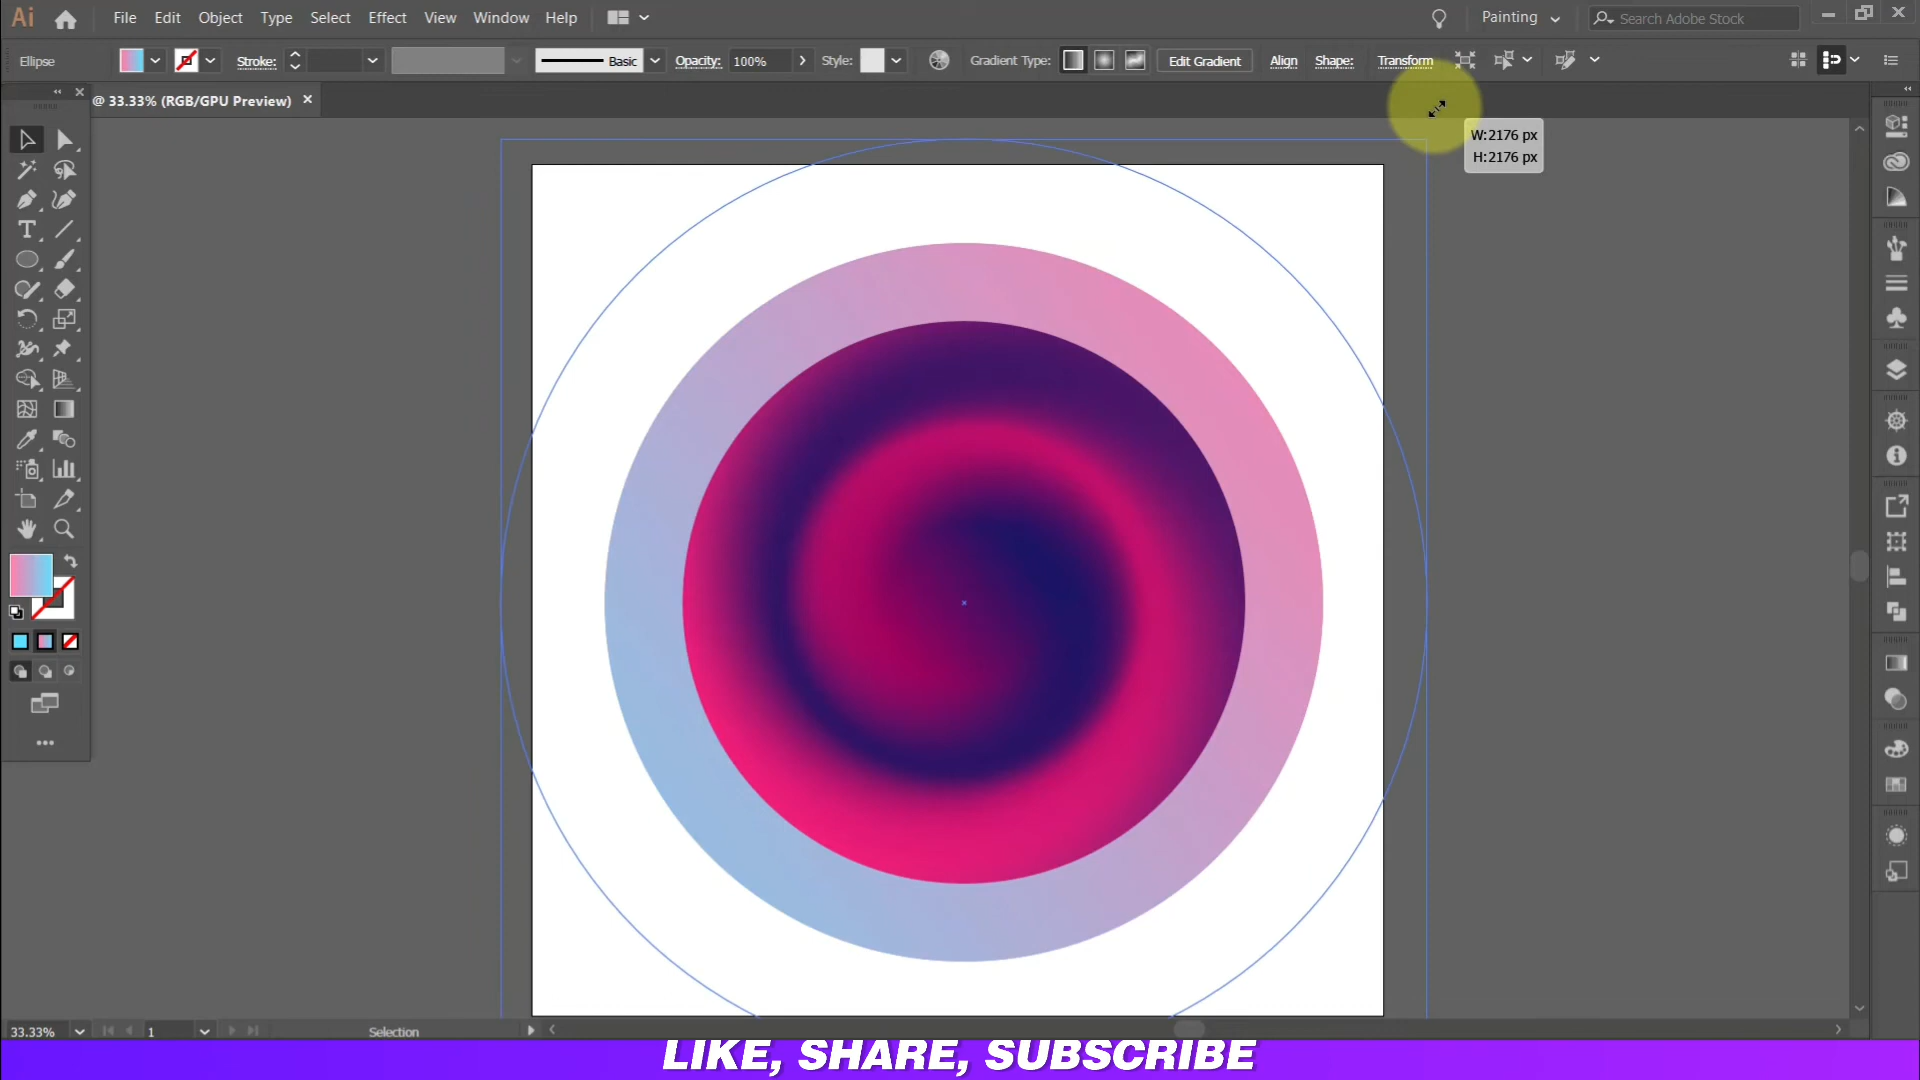 Ai File Edit Object Type Select Effect View Window Help Painting Search Adobe Stock
Ellipse Stroke: Basic Opacity: 100% Style: Gradient Type: Edit Gradient Align Shape: Transform
@ 33.33% (RGB/GPU Preview) ×
W:2176 px
H:2176 px
33.33% 1 Selection
LIKE, SHARE, SUBSCRIBE